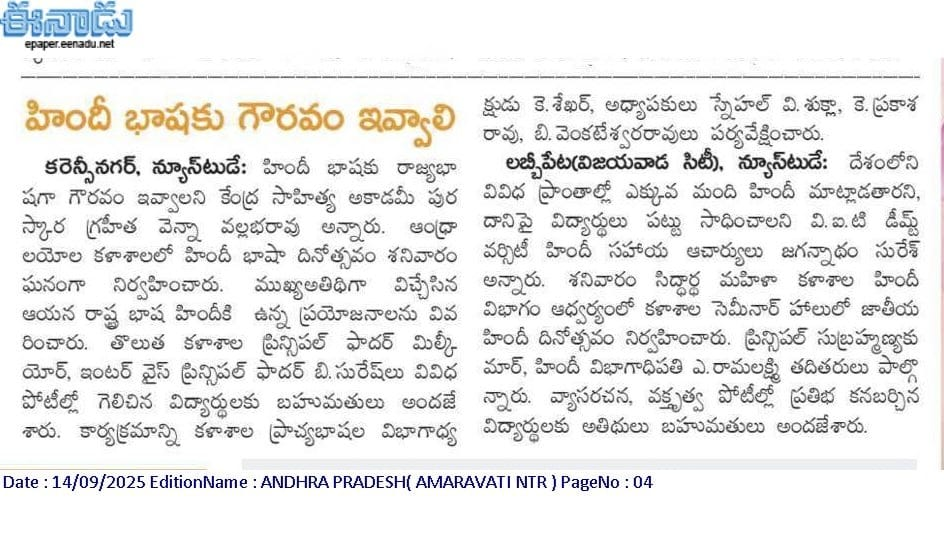 ఈనాడు
epaper.eenadu.net
హిందీ భాషకు గౌరవం ఇవ్వాలి
కరెన్సీనగర్, న్యూస్‌టుడే: హిందీ భాషకు రాజ్యభా
షగా గౌరవం ఇవ్వాలని కేంద్ర సాహిత్య అకాడమీ పుర
స్కార గ్రహీత వెన్నా వల్లభరావు అన్నారు. ఆంధ్రా
లయోల కళాశాలలో హిందీ భాషా దినోత్సవం శనివారం
ఘనంగా నిర్వహించారు. ముఖ్యఅతిథిగా విచ్చేసిన
ఆయన రాష్ట్ర భాష హిందీకి ఉన్న ప్రయోజనాలను వివ
రించారు. తొలుత కళాశాల ప్రిన్సిపల్ ఫాదర్ మెల్కీ
యోర్, ఇంటర్ వైస్ ప్రిన్సిపల్ ఫాదర్ బి.సురేష్‌లు వివిధ
పోటీల్లో గెలిచిన విద్యార్థులకు బహుమతులు అందజే
శారు. కార్యక్రమాన్ని కళాశాల ప్రాచ్యభాషల విభాగాధ్య
క్షుడు కె.శేఖర్, అధ్యాపకులు స్నేహల్ వి.శుక్లా, కె.ప్రకాశ
రావు, బి.వెంకటేశ్వరరావులు పర్యవేక్షించారు.
లబ్బీపేట(విజయవాడ సిటీ), న్యూస్‌టుడే: దేశంలోని
వివిధ ప్రాంతాల్లో ఎక్కువ మంది హిందీ మాట్లాడతారని,
దానిపై విద్యార్థులు పట్టు సాధించాలని వి.ఐ.టి డీమ్డ్
వర్సిటీ హిందీ సహాయ ఆచార్యులు జగన్నాథం సురేశ్
అన్నారు. శనివారం సిద్ధార్థ మహిళా కళాశాల హిందీ
విభాగం ఆధ్వర్యంలో కళాశాల సెమీనార్ హాలులో జాతీయ
హిందీ దినోత్సవం నిర్వహించారు. ప్రిన్సిపల్ సుబ్రహ్మణ్యకు
మార్, హిందీ విభాగాధిపతి ఎ.రామలక్ష్మి తదితరులు పాల్గొ
న్నారు. వ్యాసరచన, వక్తృత్వ పోటీల్లో ప్రతిభ కనబర్చిన
విద్యార్థులకు అతిథులు బహుమతులు అందజేశారు.
Date : 14/09/2025 EditionName : ANDHRA PRADESH( AMARAVATI NTR ) PageNo : 04